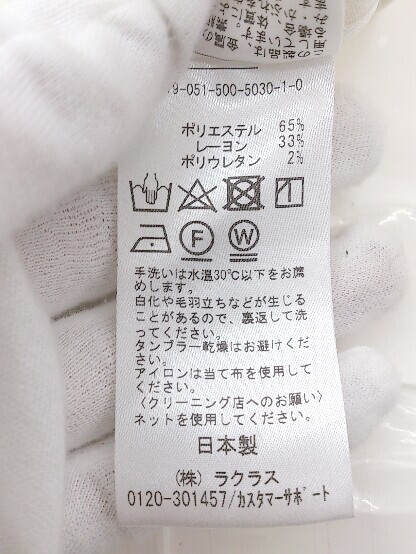 19-051-500-5030-1-0
ポリエステル 65%
レーヨン 33%
ポリウレタン 2%
F W
手洗いは水温30℃以下をお薦
めします。
白化や毛羽立ちなどが生じる
ことがあるので、裏返して洗
ってください。
タンブラー乾燥はお避けくだ
さい。
アイロンは当て布を使用して
ください。
〈クリーニング店へのお願い〉
ネットを使用してください。
日本製
(株) ラクラス
0120-301457/カスタマーサポート